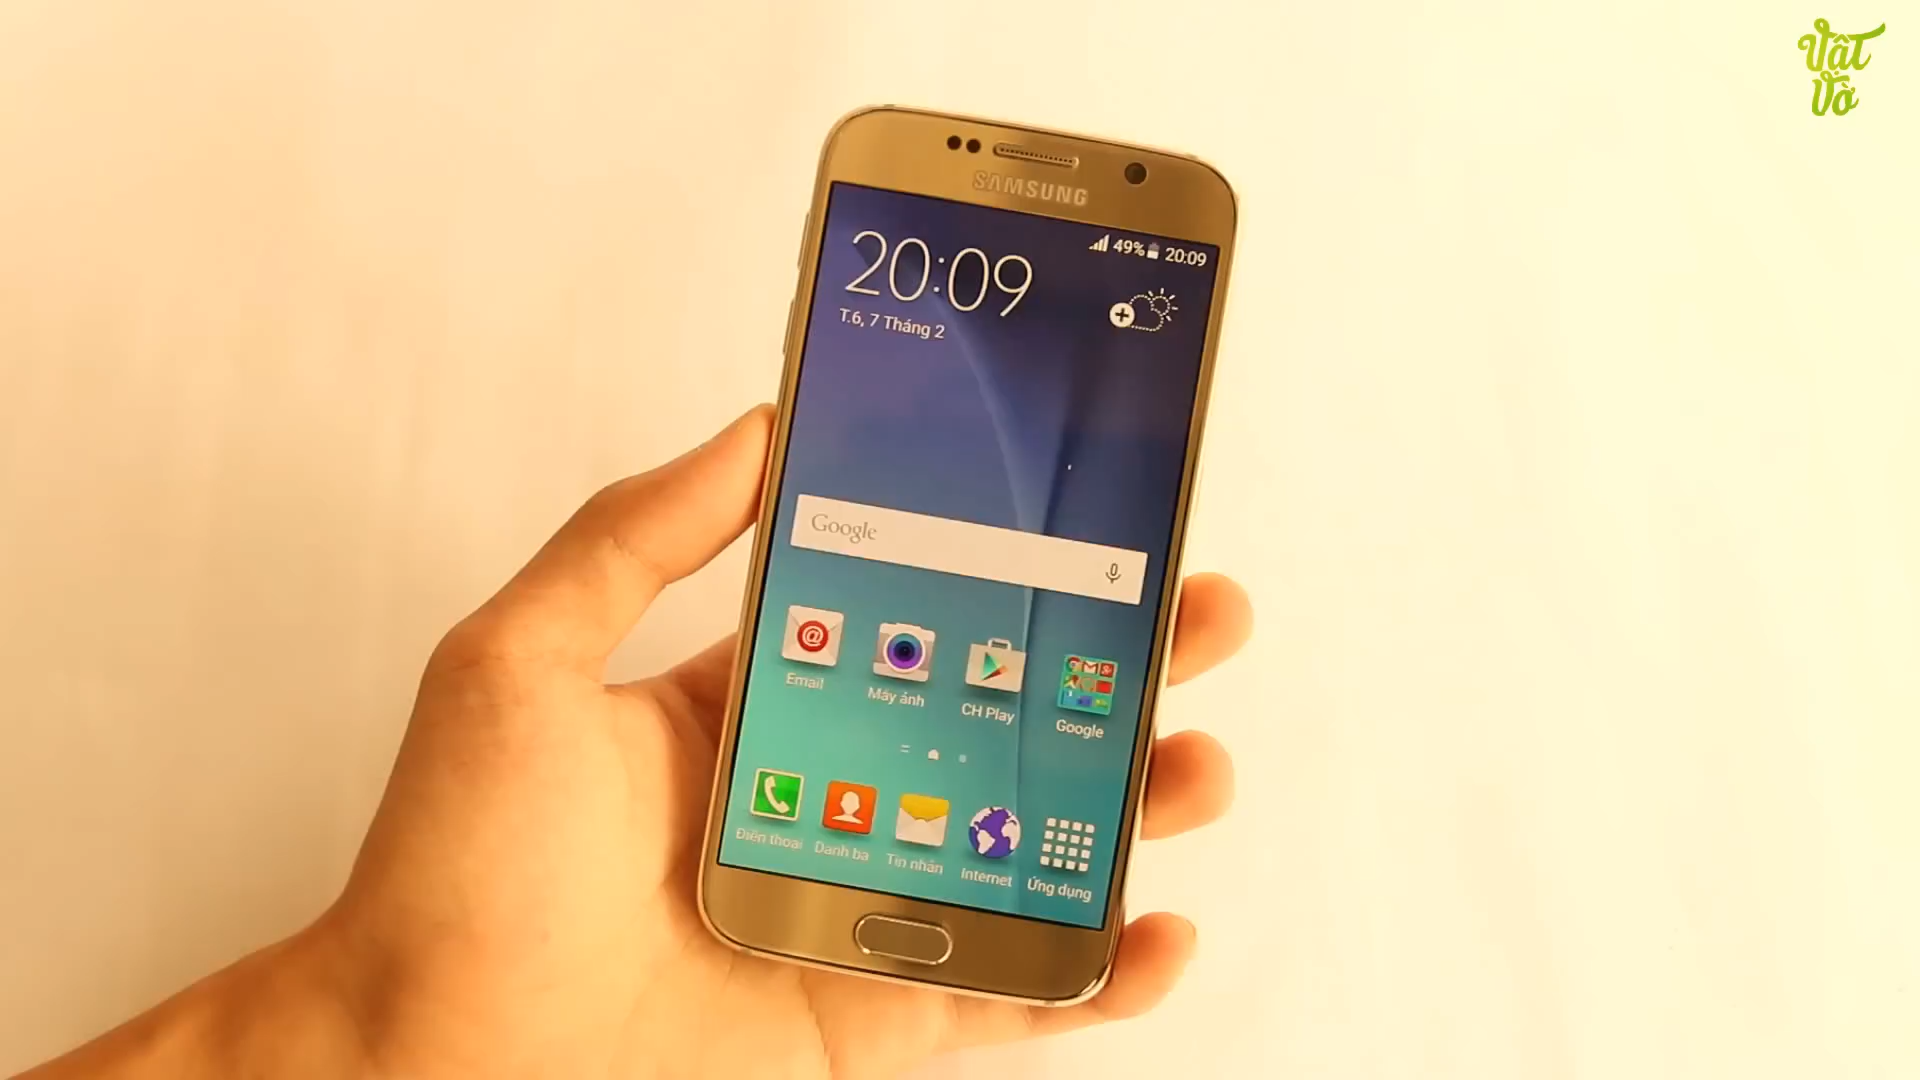 Vật
Vờ
SAMSUNG
49% 20:09
20:09
T.6, 7 Tháng 2
Google
Email
Máy ảnh
CH Play
Google
Điện thoại
Danh bạ
Tin nhắn
Internet
Ứng dụng